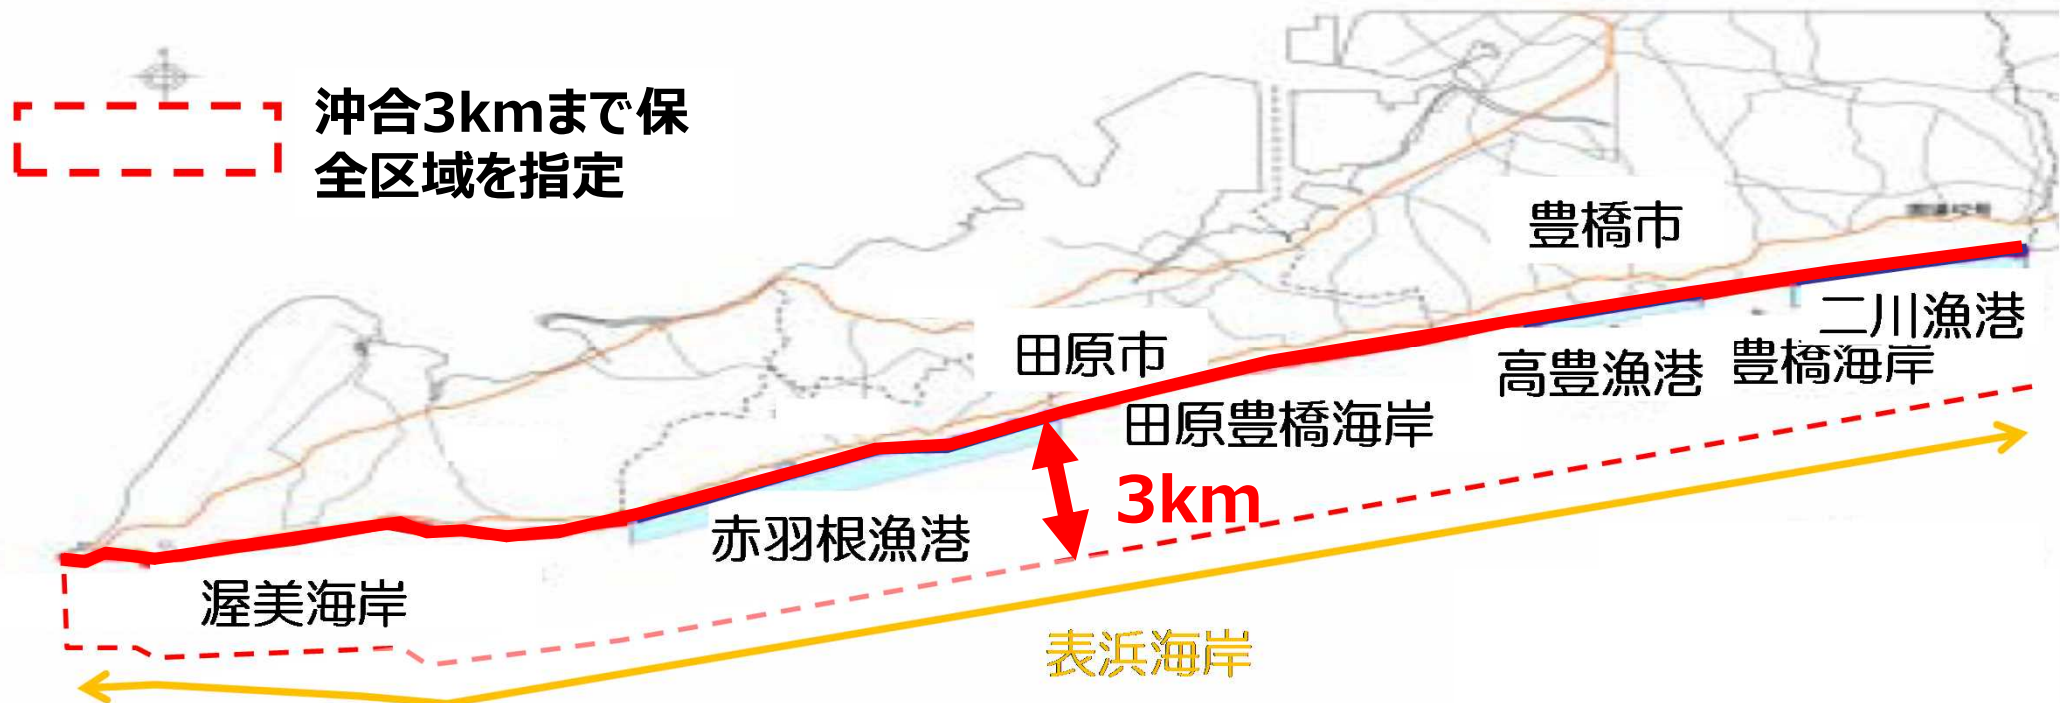 沖合3kmまで保
全区域を指定
豊橋市
二川漁港
田原市
高豊漁港
豊橋海岸
田原豊橋海岸
3km
赤羽根漁港
渥美海岸
表浜海岸